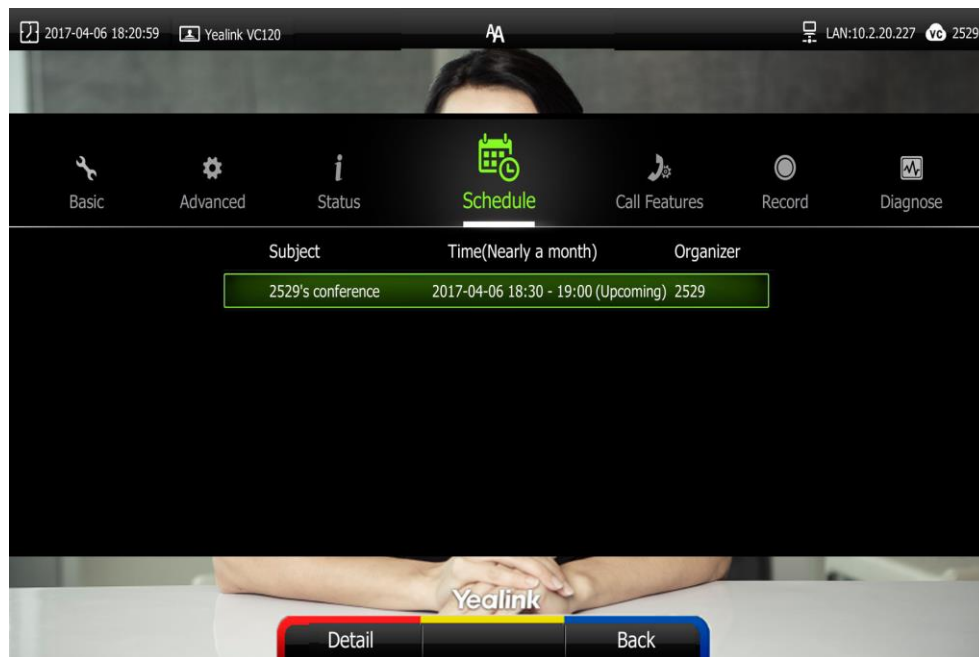 2017-04-06 18:20:59 Yealink VC120 AA LAN:10.2.20.227 VC 2529
Basic Advanced i Status Schedule Call Features Record Diagnose
Subject Time(Nearly a month) Organizer
2529's conference 2017-04-06 18:30 - 19:00 (Upcoming) 2529
Yealink
Detail Back